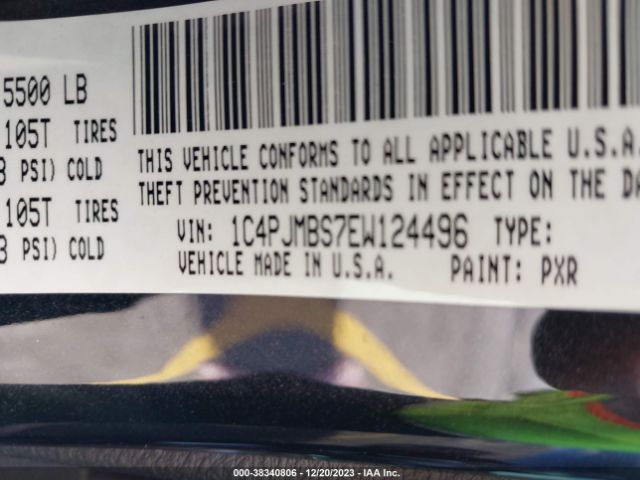 5500 LB
105T TIRES
PSI) COLD
105T TIRES
PSI) COLD
THIS VEHICLE CONFORMS TO ALL APPLICABLE U.S.A.
THEFT PREVENTION STANDARDS IN EFFECT ON THE DA
VIN: 1C4PJMBS7EW124496 TYPE:
VEHICLE MADE IN U.S.A. PAINT: PXR
000-38340806 - 12/20/2023 - IAA Inc.